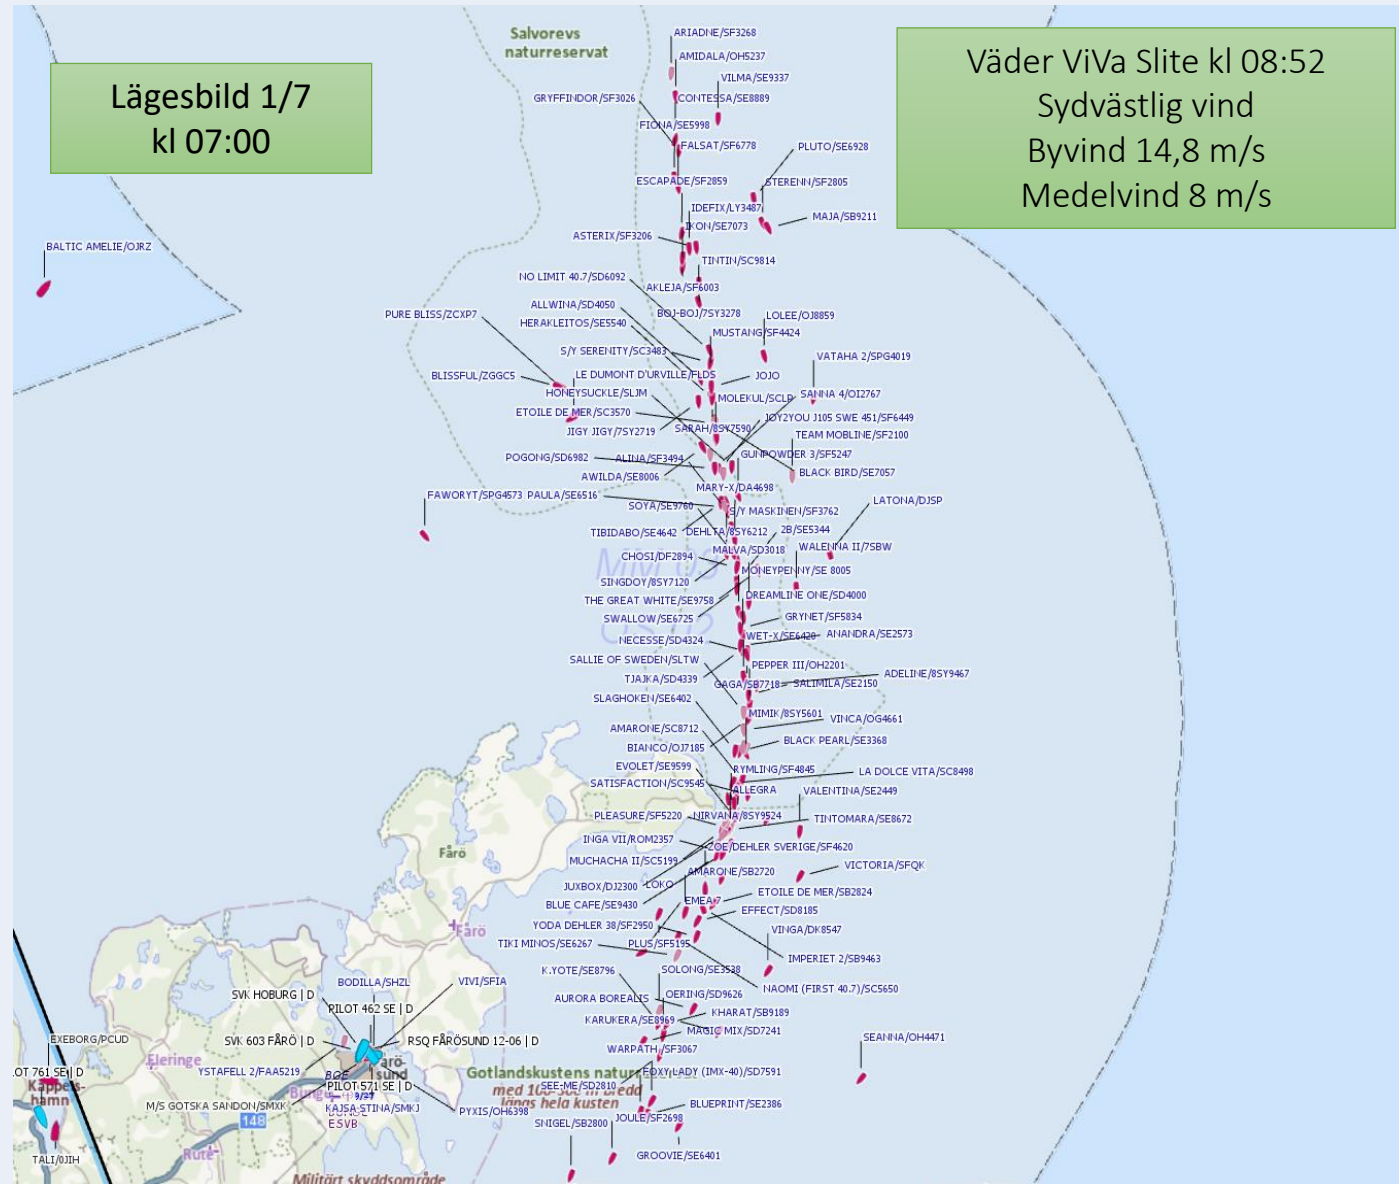 Lägesbild 1/7
kl 07:00
Väder ViVa Slite kl 08:52
Sydvästlig vind
Byvind 14,8 m/s
Medelvind 8 m/s
Salvorevs
naturreservat
ARIADNE/SF3268
AMIDALA/OH5237
VILMA/SE9337
GRYFFINDOR/SF3026
CONTESSA/SE8889
FIONA/SE5998
FALSAT/SF6778
PLUTO/SE6928
ESCAPADE/SF2859
STERENN/SF2805
IDEFIX/LY3487
MAJA/SB9211
IKON/SE7073
ASTERIX/SF3206
BALTIC AMELIE/OJRZ
TINTIN/SC9814
NO LIMIT 40.7/SD6092
AKLEJA/SF6003
ALLWINA/SD4050
BOJ-BOJ/7SY3278
LOLEE/OJ8859
PURE BLISS/ZCXP7
HERAKLEITOS/SE5540
MUSTANG/SF4424
S/Y SERENITY/SC3483
VATAHA 2/SPG4019
BLISSFUL/ZGGC5
LE DUMONT D'URVILLE/FLDS
JOJO
HONEYSUCKLE/SLJM
MOLEKUL/SCLP
SANNA 4/OI2767
ETOILE DE MER/SC3570
JOY2YOU J105 SWE 451/SF6449
JIGY JIGY/7SY2719
SARAH/8SY7590
TEAM MOBLINE/SF2100
POGONG/SD6982
ALINA/SF3494
GUNPOWDER 3/SF5247
AWILDA/SE8006
BLACK BIRD/SE7057
MARY-X/DA4698
FAWORYT/SPG4573
PAULA/SE6516
SOYA/SE9760
S/Y MASKINEN/SF3762
LATONA/DJSP
TIBIDABO/SE4642
DEHLTA/8SY6212
2B/SE5344
CHOSI/DF2894
MALVA/SD3018
WALENNA II/7SBW
MONEYPENNY/SE 8005
SINGDOY/8SY7120
THE GREAT WHITE/SE9758
DREAMLINE ONE/SD4000
SWALLOW/SE6725
GRYNET/SF5834
NECESSE/SD4324
WET-X/SE6420
ANANDRA/SE2573
SALLIE OF SWEDEN/SLTW
PEPPER III/OH2201
TJAJKA/SD4339
GAGA/SB7718
SALIMILA/SE2150
ADELINE/8SY9467
SLAGHOKEN/SE6402
MIMIK/8SY5601
VINCA/OG4661
AMARONE/SC8712
BLACK PEARL/SE3368
BIANCO/OJ7185
EVOLET/SE9599
RYMLING/SF4845
LA DOLCE VITA/SC8498
SATISFACTION/SC9545
ALLEGRA
VALENTINA/SE2449
PLEASURE/SF5220
NIRVANA/8SY9524
TINTOMARA/SE8672
INGA VII/ROM2357
ZOE/DEHLER SVERIGE/SF4620
Fårö
MUCHACHA II/SC5199
AMARONE/SB2720
VICTORIA/SFQK
JUXBOX/DJ2300
LOKO
ETOILE DE MER/SB2824
BLUE CAFE/SE9430
EMEA 7
EFFECT/SD8185
Fårö
YODA DEHLER 38/SF2950
VINGA/DK8547
TIKI MINOS/SE6267
PLUS/SF5195
IMPERIET 2/SB9463
K.YOTE/SE8796
SOLONG/SE3538
NAOMI (FIRST 40.7)/SC5650
BODILLA/SHZL
VIVI/SFIA
SVK HOBURG | D
OERING/SD9626
AURORA BOREALIS
PILOT 462 SE | D
KHARAT/SB9189
KARUKERA/SE8969
MAGIC MIX/SD7241
EXEBORG/PCUD
SVK 603 FÅRÖ | D
RSQ FÅRÖSUND 12-06 | D
WARPATH /SF3067
SEANNA/OH4471
Fleringe
sund
YSTAFELL 2/FAA5219
BGE
Gotlandskustens
FOXY LADY (IMX-40)/SD7591
OT 761 SE | D
Kappels-
hamn
PILOT 571 SE | D
SEE-ME/SD2810
med 100-300 m bredd
längs hela kusten
M/S GOTSKA SANDON/SMXK
KAJSA-STINA/SMKJ
PYXIS/OH6398
BLUEPRINT/SE2386
148
ESVB
SNIGEL/SB2800
JOULE/SF2698
TALI/OJIH
Rute
GROOVIE/SE6401
Militärt skyddsområde